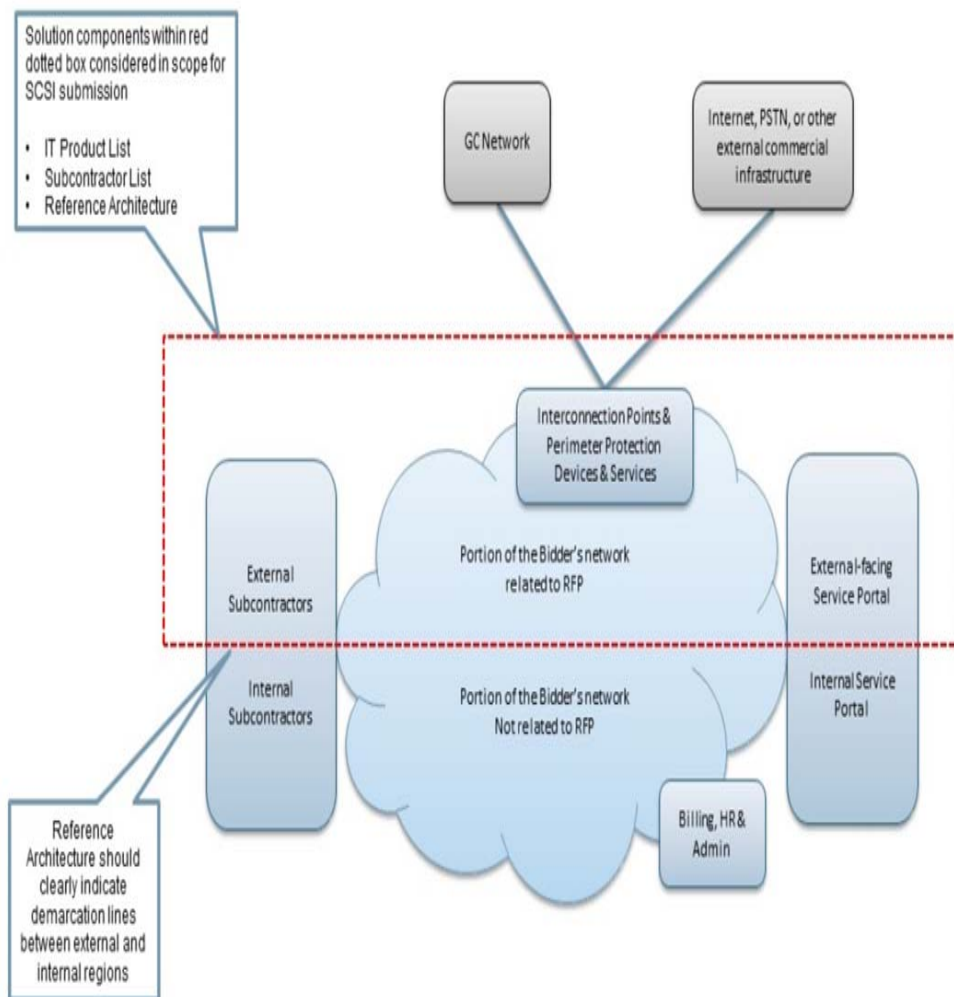 Solution components within red
dotted box considered in scope for
SCSI submission
• IT Product List
• Subcontractor List
• Reference Architecture
GC Network
Internet, PSTN, or other
external commercial
infrastructure
Interconnection Points &
Perimeter Protection
Devices & Services
External
Subcontractors
Portion of the Bidder's network
related to RFP
External-facing
Service Portal
Internal
Subcontractors
Portion of the Bidder's network
Not related to RFP
Internal Service
Portal
Billing, HR &
Admin
Reference
Architecture should
clearly indicate
demarcation lines
between external and
internal regions